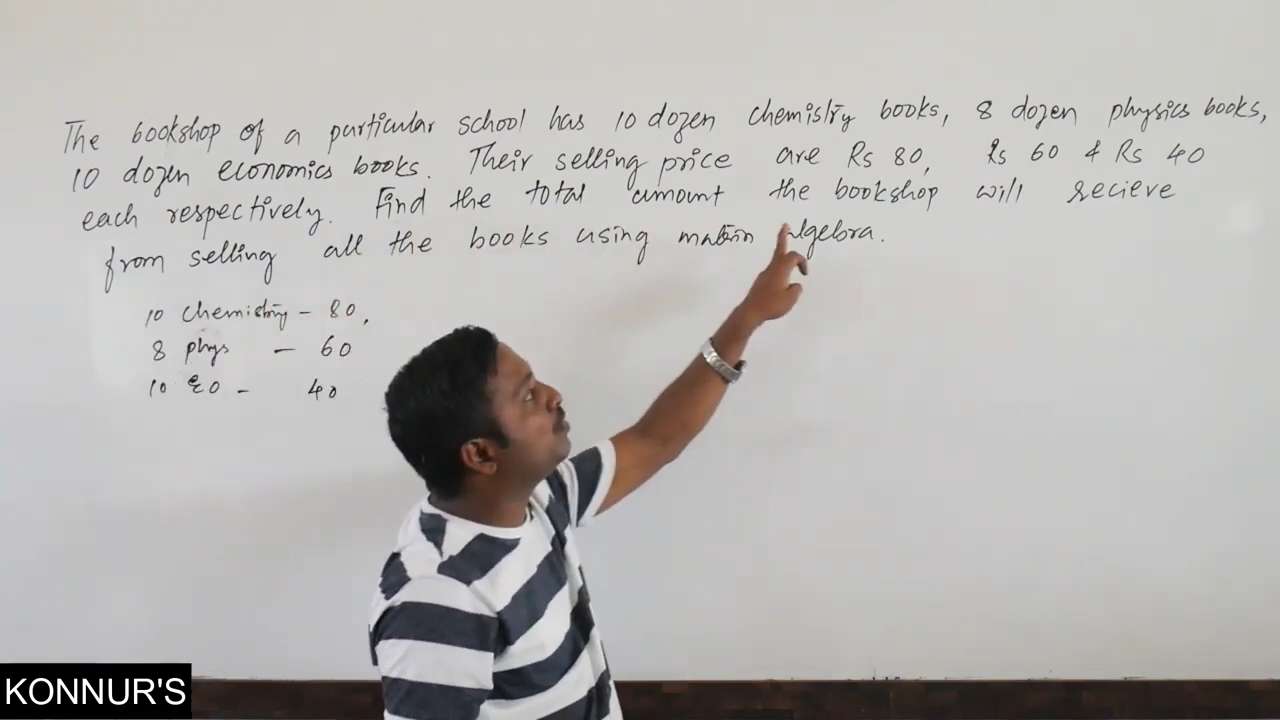 The bookshop of a particular school has 10 dozen chemistry books, 8 dozen physics books,
10 dozen economics books. Their selling price are Rs 80, Rs 60 & Rs 40
each respectively. Find the total amount the bookshop will recieve
from selling all the books using matrix algebra.
10 chemistry - 80,
8 phys - 60
10 EO - 40
KONNUR'S